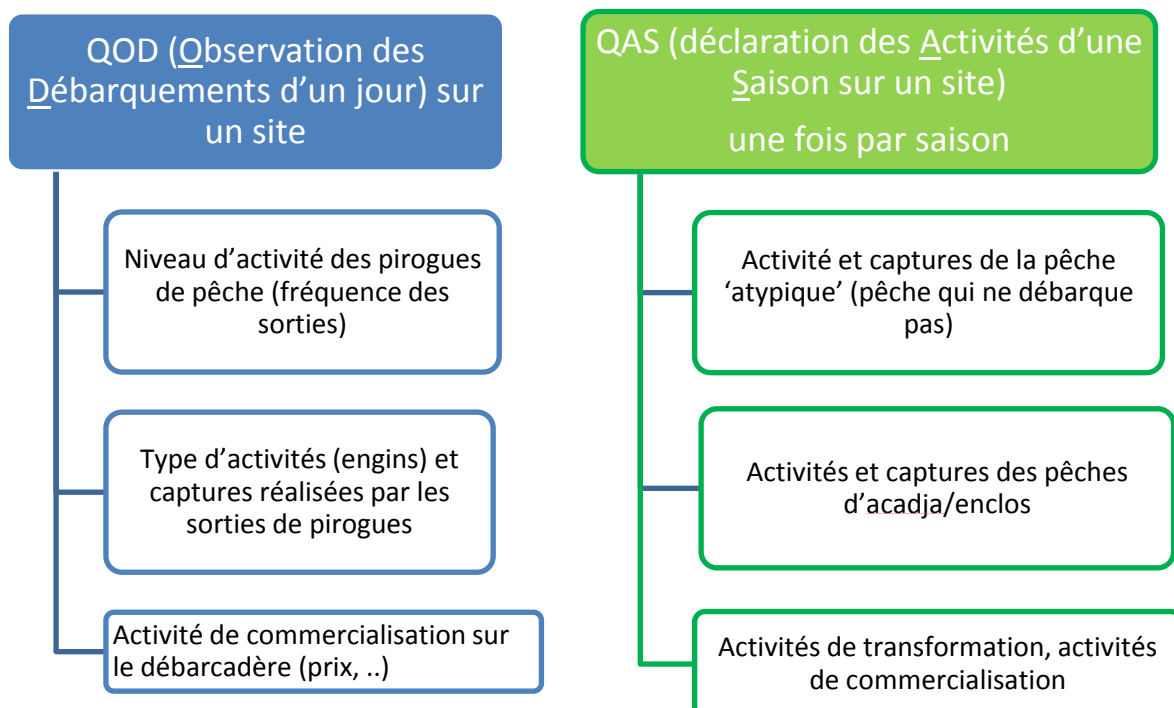 QOD (Observation des
Débarquements d’un jour) sur
un site
Niveau d’activité des pirogues
de pêche (fréquence des
sorties)
Type d’activités (engins) et
captures réalisées par les
sorties de pirogues
Activité de commercialisation sur
le débarcadère (prix, ..)
QAS (déclaration des Activités d’une
Saison sur un site)
une fois par saison
Activité et captures de la pêche
‘atypique’ (pêche qui ne débarque
pas)
Activités et captures des pêches
d’acadja/enclos
Activités de transformation, activités
de commercialisation